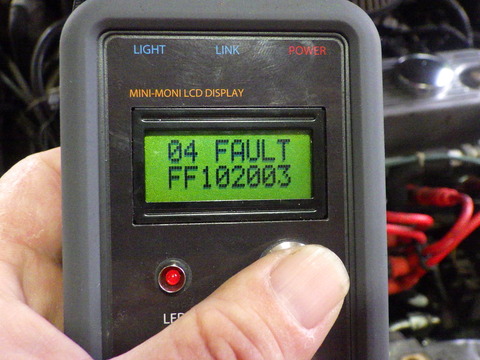 LIGHT LINK POWER
MINI-MONI LCD DISPLAY
04 FAULT
FF102003